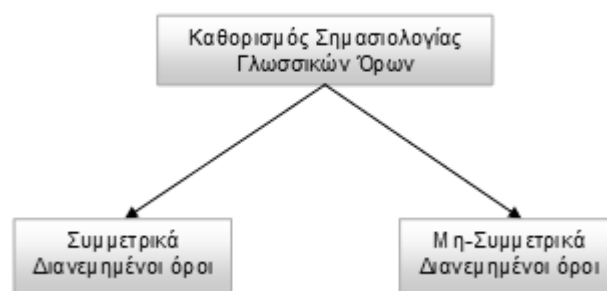 Καθορισμός Σημασιολογίας
Γλωσσικών Όρων
Συμμετρικά
Διανεμημένοι όροι
Μη-Συμμετρικά
Διανεμημένοι όροι